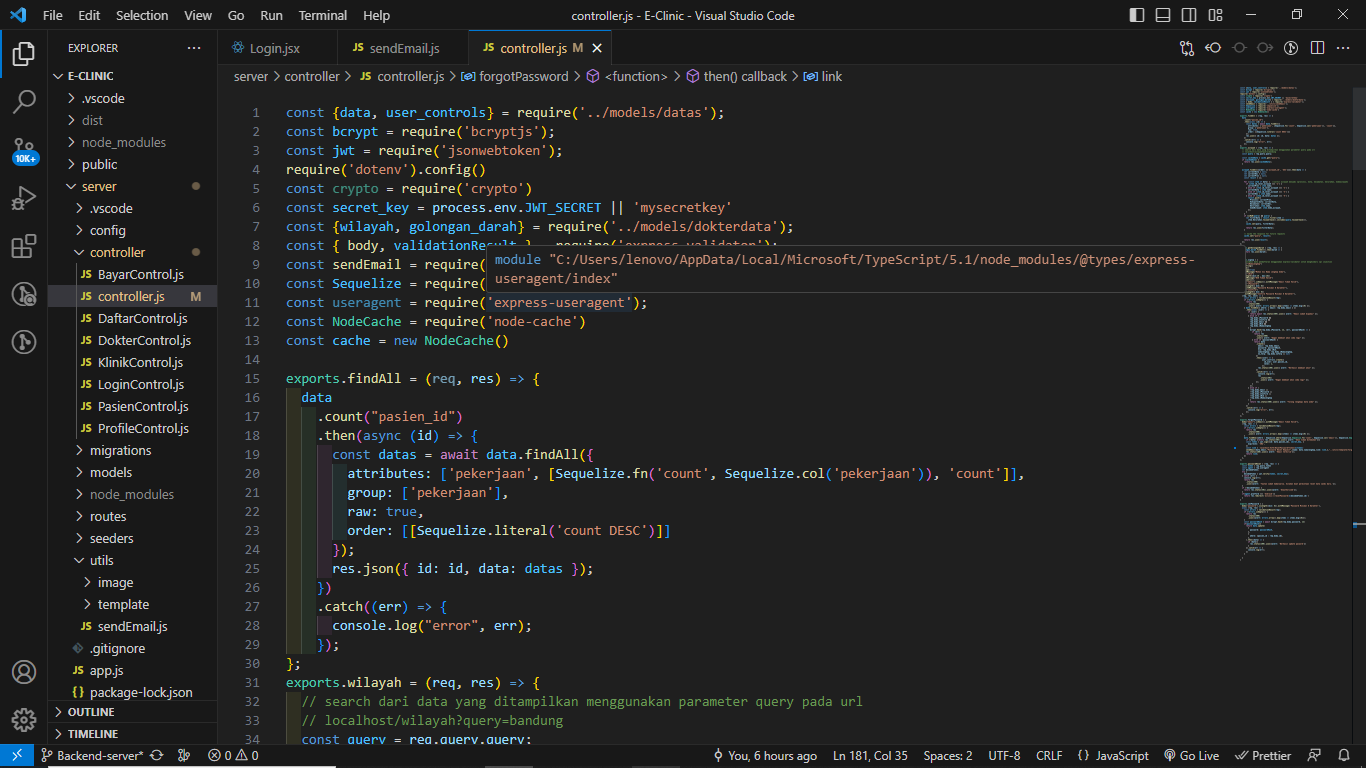 File Edit Selection View Go Run Terminal Help
controller.js - E-Clinic - Visual Studio Code
EXPLORER
E-CLINIC
.vscode
dist
node_modules
public
server
.vscode
config
controller
JS BayarControl.js
JS controller.js M
JS DaftarControl.js
JS DokterControl.js
JS KlinikControl.js
JS LoginControl.js
JS PasienControl.js
JS ProfileControl.js
migrations
models
node_modules
routes
seeders
utils
image
template
JS sendEmail.js
.gitignore
JS app.js
{} package-lock.json
OUTLINE
TIMELINE
10K+
Login.jsx
JS sendEmail.js
JS controller.js M
server > controller > JS controller.js > forgotPassword > <function> > then() callback > link
1 const {data, user_controls} = require('../models/datas');
2 const bcrypt = require('bcryptjs');
3 const jwt = require('jsonwebtoken');
4 require('dotenv').config()
5 const crypto = require('crypto')
6 const secret_key = process.env.JWT_SECRET || 'mysecretkey'
7 const {wilayah, golongan_darah} = require('../models/dokterdata');
8 const { body, validationResult } = require('express-validator');
9 const sendEmail = require(
10 const Sequelize = require(
module "C:/Users/lenovo/AppData/Local/Microsoft/TypeScript/5.1/node_modules/@types/express-
useragent/index"
11 const useragent = require('express-useragent');
12 const NodeCache = require('node-cache')
13 const cache = new NodeCache()
14
15 exports.findAll = (req, res) => {
16 data
17 .count("pasien_id")
18 .then(async (id) => {
19 const datas = await data.findAll({
20 attributes: ['pekerjaan', [Sequelize.fn('count', Sequelize.col('pekerjaan')), 'count']],
21 group: ['pekerjaan'],
22 raw: true,
23 order: [[Sequelize.literal('count DESC')]]
24 });
25 res.json({ id: id, data: datas });
26 })
27 .catch((err) => {
28 console.log("error", err);
29 });
30 };
31 exports.wilayah = (req, res) => {
32 // search dari data yang ditampilkan menggunakan parameter query pada url
33 // localhost/wilayah?query=bandung
34 const query = req.query.query;
Backend-server* 0 0 You, 6 hours ago Ln 181, Col 35 Spaces: 2 UTF-8 CRLF {} JavaScript Go Live Prettier